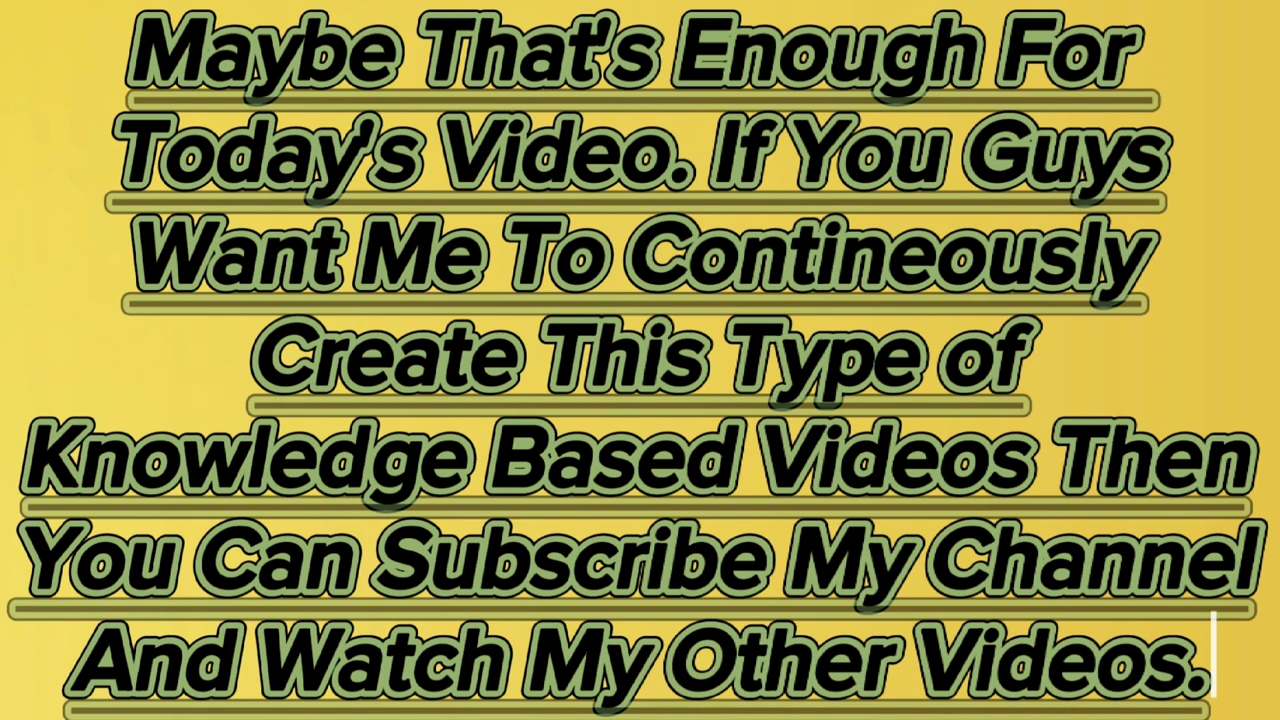 Maybe That's Enough For
Today's Video. If You Guys
Want Me To Contineously
Create This Type of
Knowledge Based Videos Then
You Can Subscribe My Channel
And Watch My Other Videos.